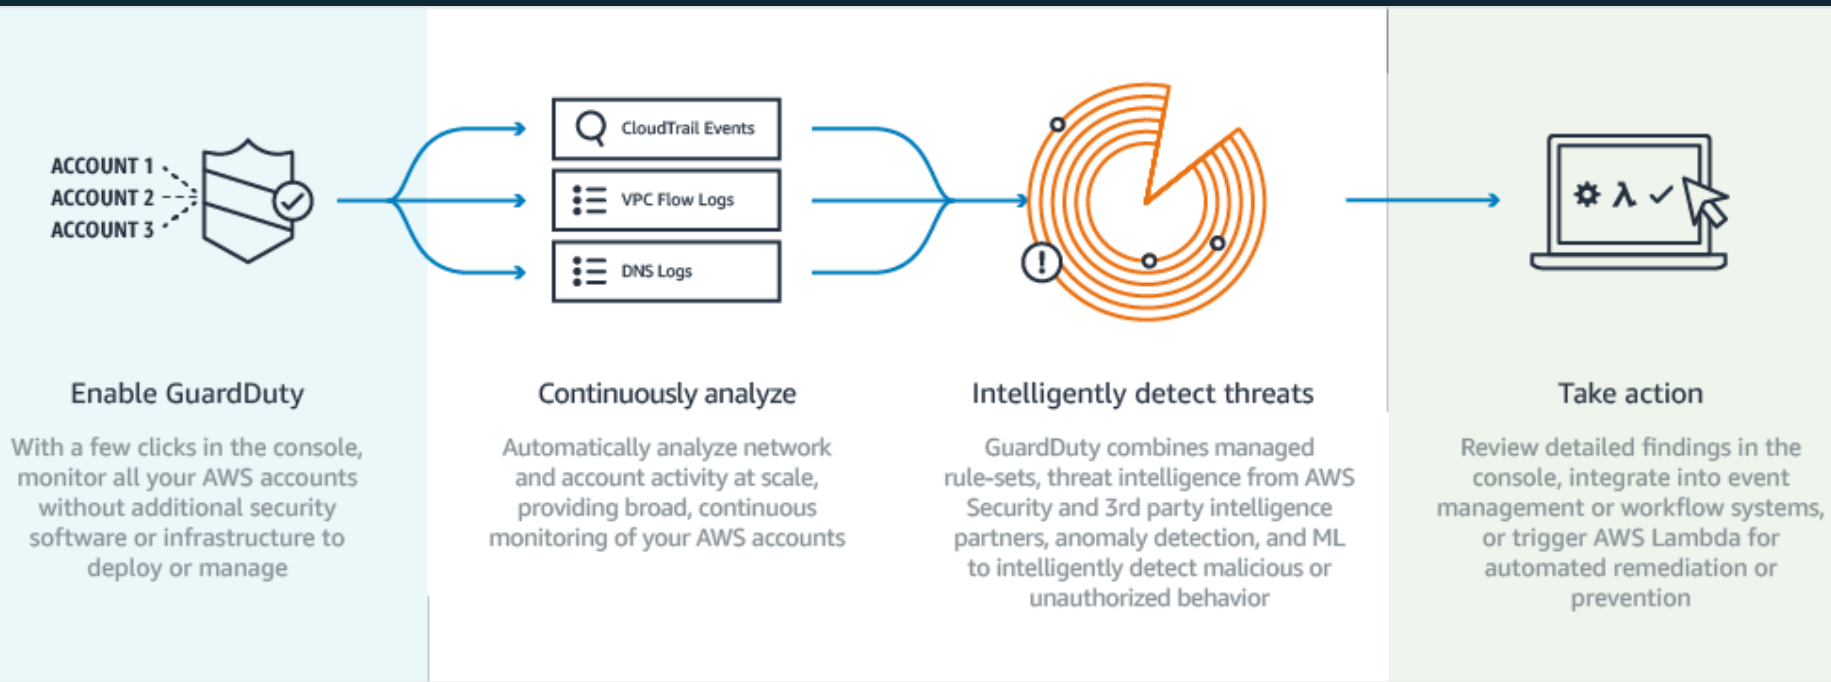 ACCOUNT 1
ACCOUNT 2
ACCOUNT 3
CloudTrail Events
VPC Flow Logs
DNS Logs
!
λ
Enable GuardDuty
With a few clicks in the console,
monitor all your AWS accounts
without additional security
software or infrastructure to
deploy or manage
Continuously analyze
Automatically analyze network
and account activity at scale,
providing broad, continuous
monitoring of your AWS accounts
Intelligently detect threats
GuardDuty combines managed
rule-sets, threat intelligence from AWS
Security and 3rd party intelligence
partners, anomaly detection, and ML
to intelligently detect malicious or
unauthorized behavior
Take action
Review detailed findings in the
console, integrate into event
management or workflow systems,
or trigger AWS Lambda for
automated remediation or
prevention